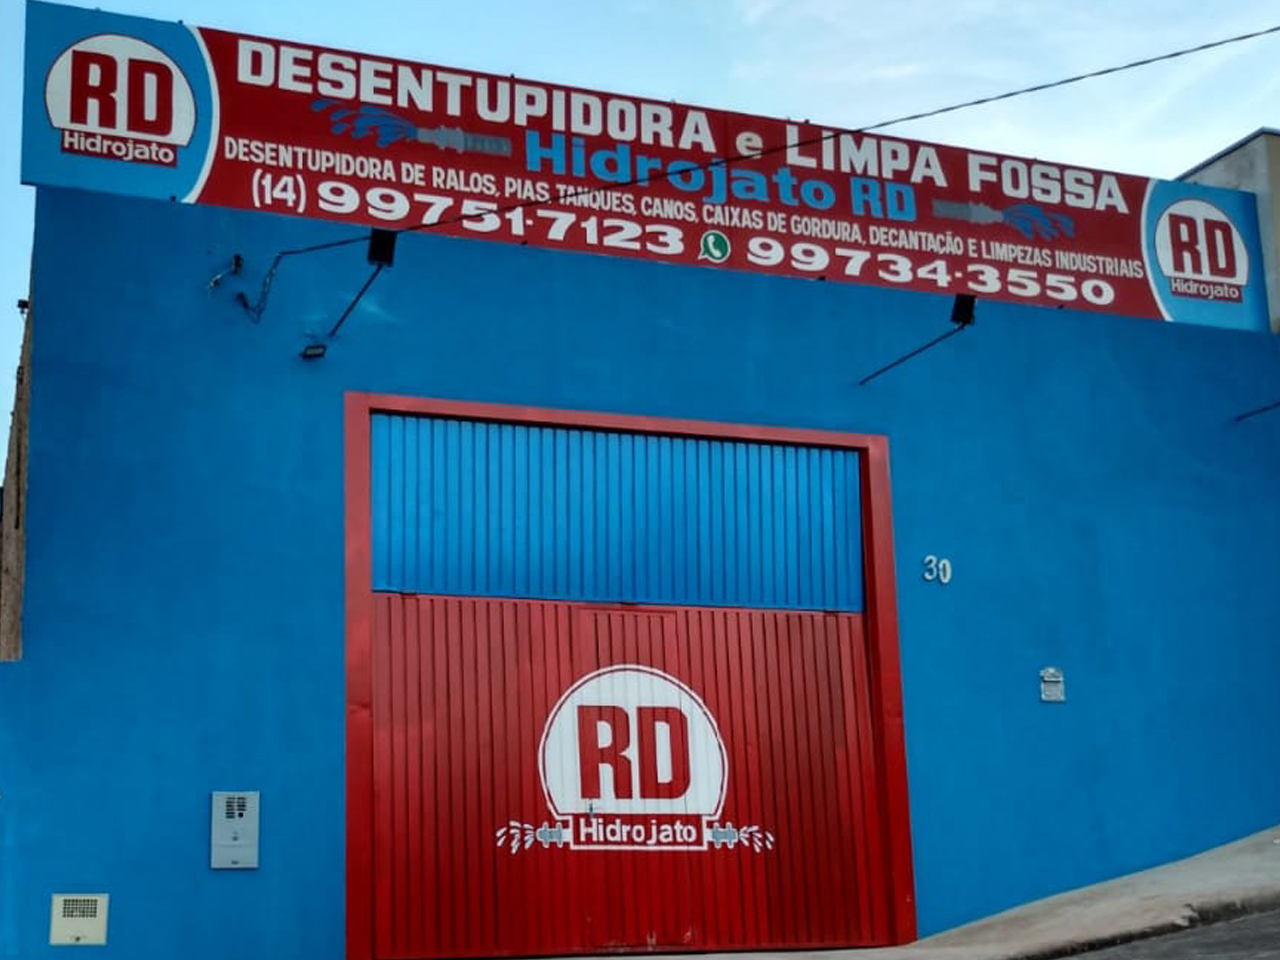 RD
Hidrojato
DESENTUPIDORA e LIMPA FOSSA
Hidrojato RD
DESENTUPIDORA DE RALOS, PIAS, TANQUES, CANOS, CAIXAS DE GORDURA, DECANTAÇÃO E LIMPEZAS INDUSTRIAIS
(14) 99751-7123 99734-3550
RD
Hidrojato
30
RD
Hidrojato